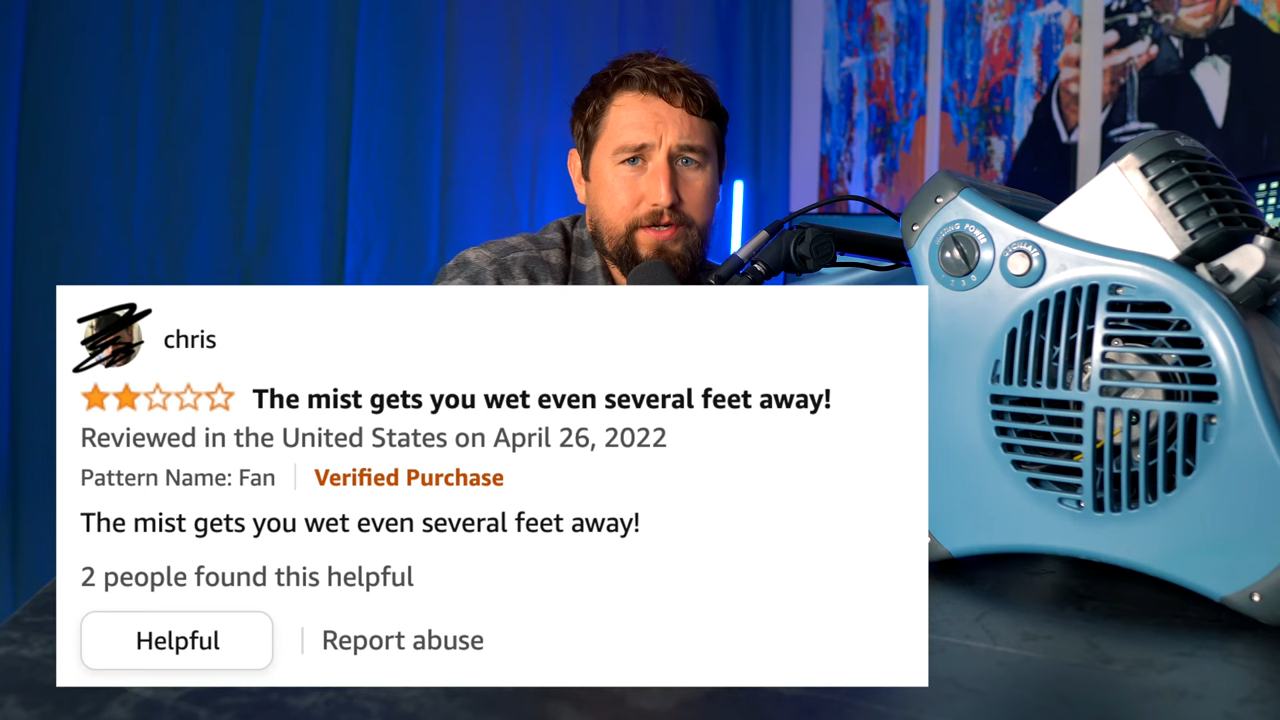 chris
The mist gets you wet even several feet away!
Reviewed in the United States on April 26, 2022
Pattern Name: Fan
Verified Purchase
The mist gets you wet even several feet away!
2 people found this helpful
Helpful
Report abuse
MISTING POWER
OSCILLATE